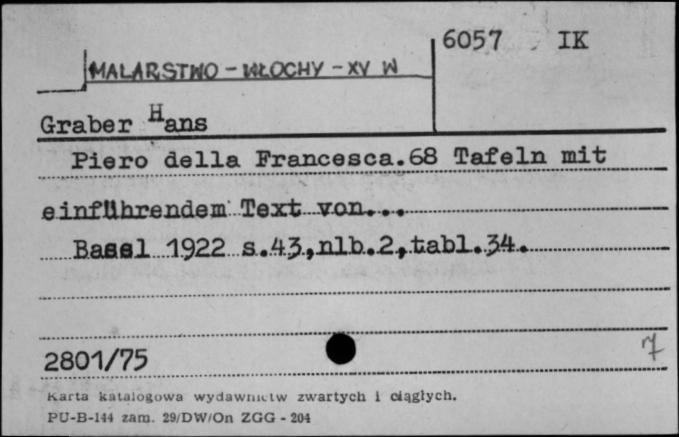 6057 IK
MALARSTWO - WŁOCHY - XV W
Graber Hans
Piero della Francesca.68 Tafeln mit
einführendem Text von...
Basel 1922 s.43,nlb.2,tabl.34.
2801/75
7
Karta katalogowa wydawnictw zwartych i ciągłych.
PU-B-144 zam. 29/DW/On ZGG - 204